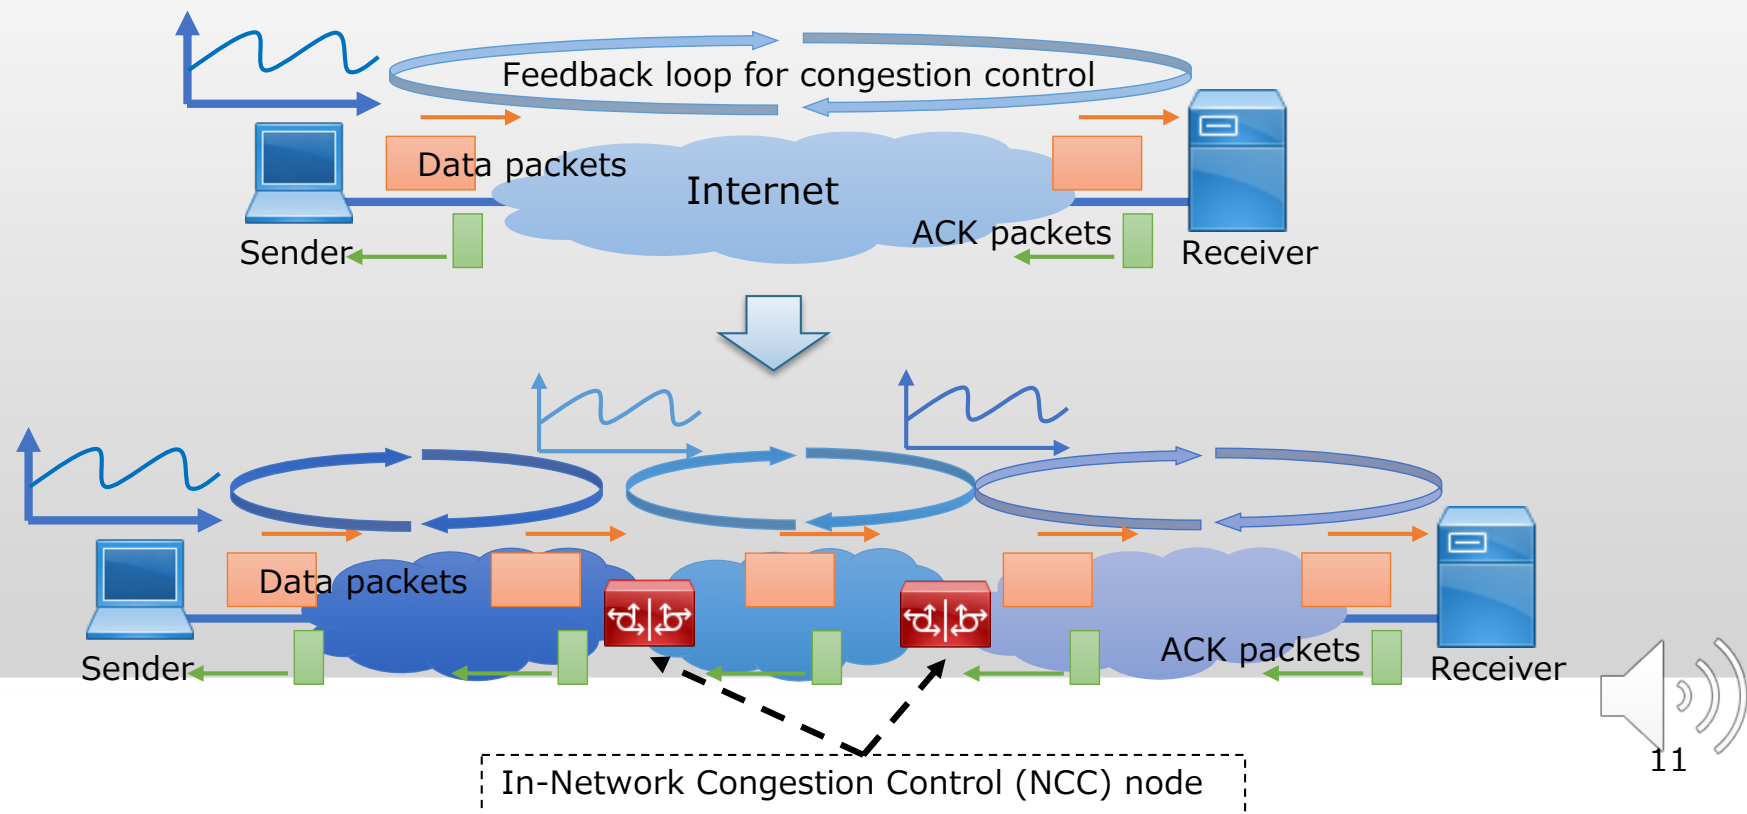 Feedback loop for congestion control
Data packets
Internet
ACK packets
Sender
Receiver
Data packets
ACK packets
Sender
Receiver
In-Network Congestion Control (NCC) node
11